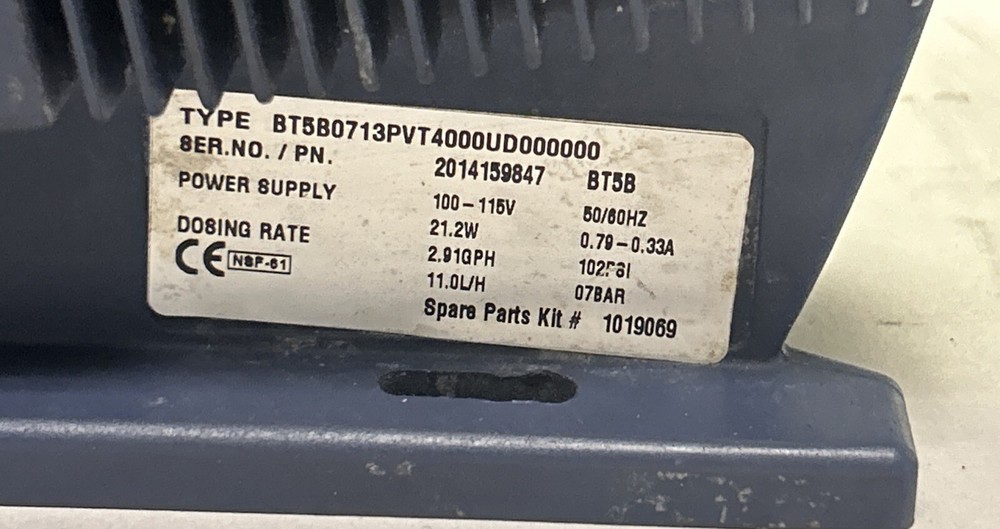 TYPE BT5B0713PVT4000UD000000
SER.NO. / PN. 2014159847 BT5B
POWER SUPPLY 100-115V 50/60HZ
21.2W 0.79-0.33A
DOSING RATE 2.91GPH 102PSI
11.0L/H 07BAR
CE NSF-61
Spare Parts Kit # 1019069